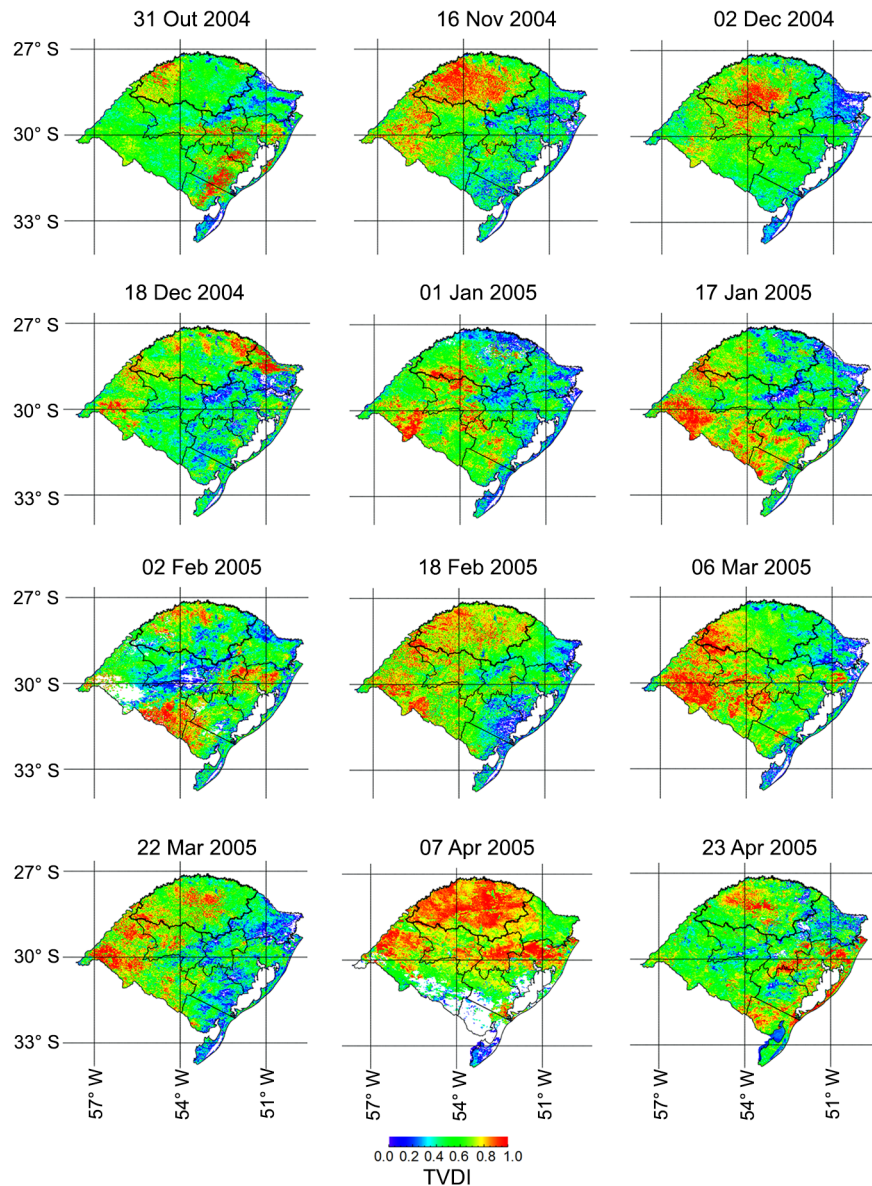 31 Out 2004 16 Nov 2004 02 Dec 2004
27° S
30° S
33° S
18 Dec 2004 01 Jan 2005 17 Jan 2005
27° S
30° S
33° S
02 Feb 2005 18 Feb 2005 06 Mar 2005
27° S
30° S
33° S
22 Mar 2005 07 Apr 2005 23 Apr 2005
27° S
30° S
33° S
57° W 54° W 51° W 57° W 54° W 51° W 57° W 54° W 51° W
0.0 0.2 0.4 0.6 0.8 1.0
TVDI